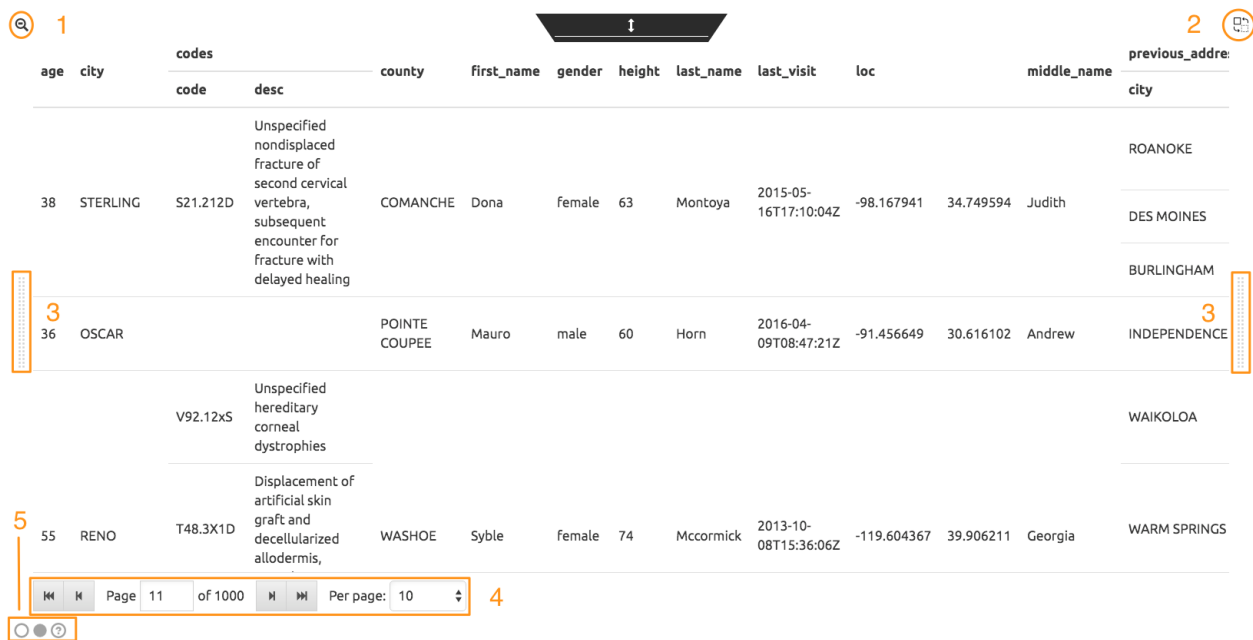 1
2
codes
previous_addre
age city county first_name gender height last_name last_visit loc middle_name
code desc city
Unspecified
nondisplaced
fracture of
second cervical
vertebra,
subsequent
encounter for
fracture with
delayed healing
38 STERLING S21.212D COMANCHE Dona female 63 Montoya 2015-05-
16T17:10:04Z -98.167941 34.749594 Judith
ROANOKE
DES MOINES
BURLINGHAM
3
3
36 OSCAR POINTE
COUPEE Mauro male 60 Horn 2016-04-
09T08:47:21Z -91.456649 30.616102 Andrew INDEPENDENCE
V92.12xS Unspecified
hereditary
corneal
dystrophies
WAIKOLOA
Displacement of
artificial skin
graft and
decellularized
allodermis,
5
55 RENO T48.3X1D WASHOE Syble female 74 Mccormick 2013-10-
08T15:36:06Z -119.604367 39.906211 Georgia WARM SPRINGS
Page 11 of 1000 Per page: 10
4
?